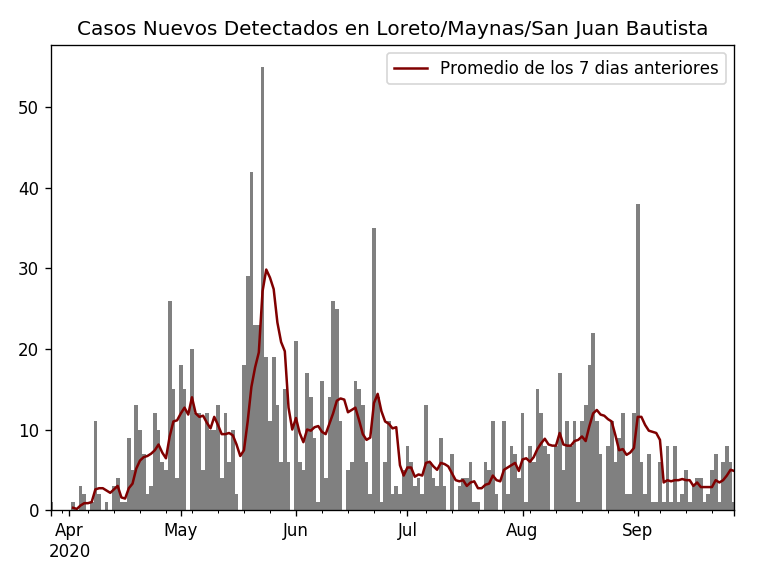 Casos Nuevos Detectados en Loreto/Maynas/San Juan Bautista
Promedio de los 7 dias anteriores
50
40
30
20
10
0
Apr May Jun Jul Aug Sep
2020